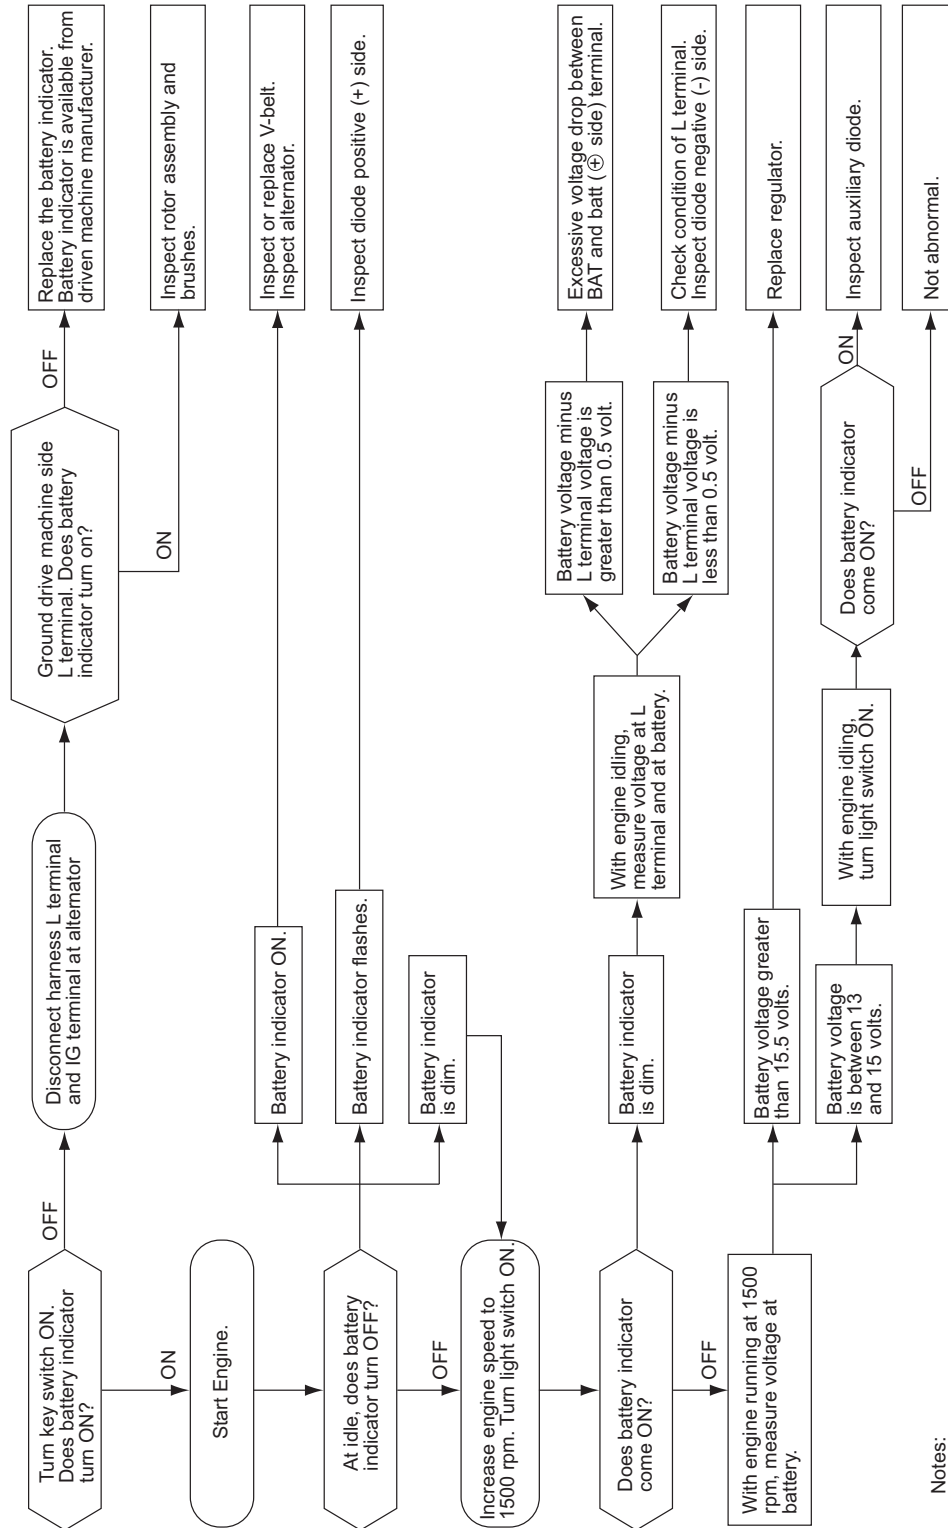 Turn key switch ON.
Does battery indicator
turn ON?
OFF
Disconnect harness L terminal
and IG terminal at alternator
Ground drive machine side
L terminal. Does battery
indicator turn on?
OFF
Replace the battery indicator.
Battery indicator is available from
driven machine manufacturer.
ON
Inspect rotor assembly and
brushes.
ON
Start Engine.
At idle, does battery
indicator turn OFF?
Battery indicator ON.
Inspect or replace V-belt.
Inspect alternator.
Battery indicator flashes.
Inspect diode positive (+) side.
Battery indicator
is dim.
OFF
Increase engine speed to
1500 rpm. Turn light switch ON.
Does battery indicator
come ON?
Battery indicator
is dim.
With engine idling,
measure voltage at L
terminal and at battery.
Battery voltage minus
L terminal voltage is
greater than 0.5 volt.
Excessive voltage drop between
BAT and batt (⊕ side) terminal.
Battery voltage minus
L terminal voltage is
less than 0.5 volt.
Check condition of L terminal.
Inspect diode negative (-) side.
OFF
With engine running at 1500
rpm, measure voltage at
battery.
Battery voltage greater
than 15.5 volts.
Replace regulator.
Battery voltage
is between 13
and 15 volts.
With engine idling,
turn light switch ON.
Does battery indicator
come ON?
ON
Inspect auxiliary diode.
OFF
Not abnormal.
Notes: